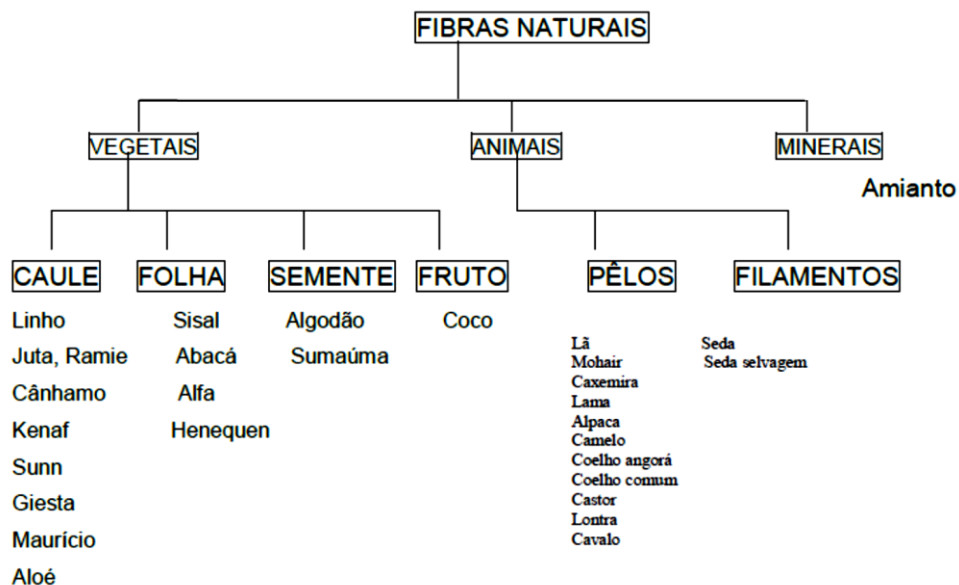 FIBRAS NATURAIS
VEGETAIS
ANIMAIS
MINERAIS
Amianto
CAULE
FOLHA
SEMENTE
FRUTO
PÊLOS
FILAMENTOS
Linho
Juta, Ramie
Cânhamo
Kenaf
Sunn
Giesta
Maurício
Aloé
Sisal
Abacá
Alfa
Henequen
Algodão
Sumaúma
Coco
Lã
Mohair
Caxemira
Lama
Alpaca
Camelo
Coelho angorá
Coelho comum
Castor
Lontra
Cavalo
Seda
Seda selvagem